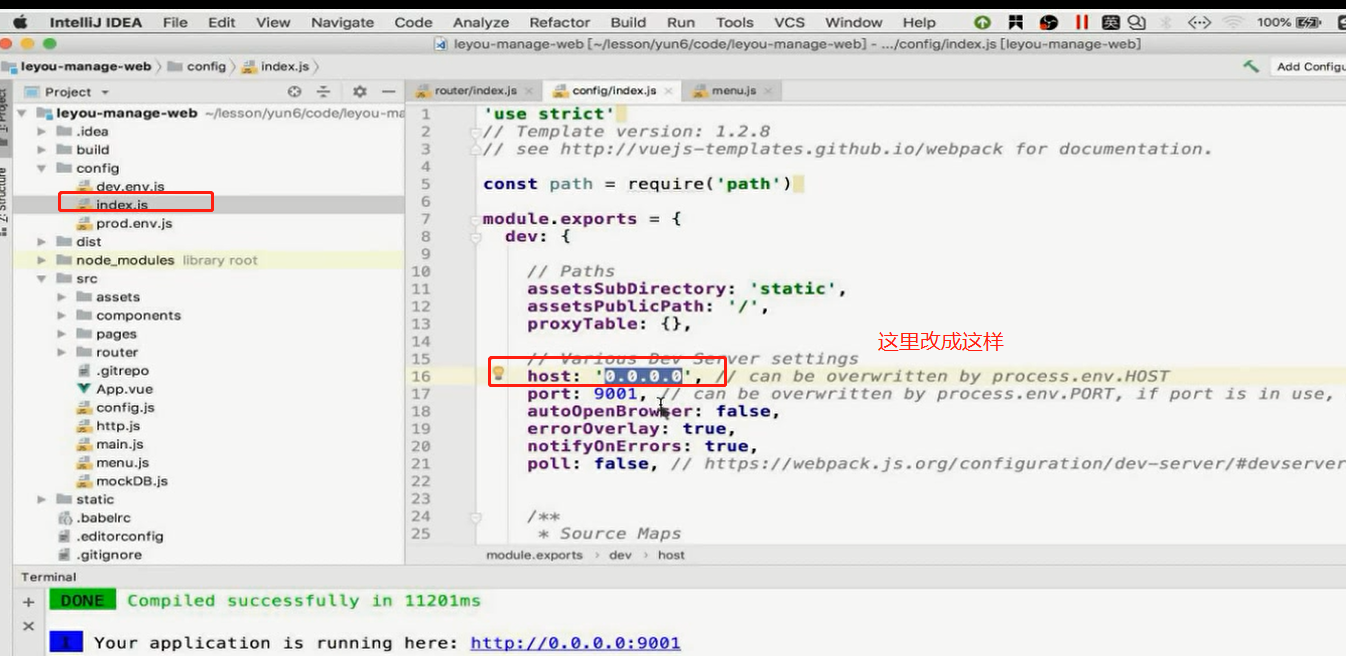 IntelliJ IDEA File Edit View Navigate Code Analyze Refactor Build Run Tools VCS Window Help 英 100%
leyou-manage-web [~/lesson/yun6/code/leyou-manage-web] - .../config/index.js [leyou-manage-web]
leyou-manage-web config index.js Add Configu
Project router/index.js config/index.js menu.js
1: Project
Z: Structure
leyou-manage-web ~/lesson/yun6/code/leyou-ma
.idea
build
config
dev.env.js
index.js
prod.env.js
dist
node_modules library root
src
assets
components
pages
router
.gitrepo
App.vue
config.js
http.js
main.js
menu.js
mockDB.js
static
.babelrc
.editorconfig
.gitignore
1 'use strict'
2 // Template version: 1.2.8
3 // see http://vuejs-templates.github.io/webpack for documentation.
4
5 const path = require('path')
6
7 module.exports = {
8 dev: {
9
10 // Paths
11 assetsSubDirectory: 'static',
12 assetsPublicPath: '/',
13 proxyTable: {},
14
这里改成这样
15 // Various Dev Server settings
16 host: '0.0.0.0', // can be overwritten by process.env.HOST
17 port: 9001, // can be overwritten by process.env.PORT, if port is in use,
18 autoOpenBrowser: false,
19 errorOverlay: true,
20 notifyOnErrors: true,
21 poll: false, // https://webpack.js.org/configuration/dev-server/#devserver
22
23
24 /**
25 * Source Maps
module.exports › dev › host
Terminal
DONE Compiled successfully in 11201ms
I Your application is running here: http://0.0.0.0:9001